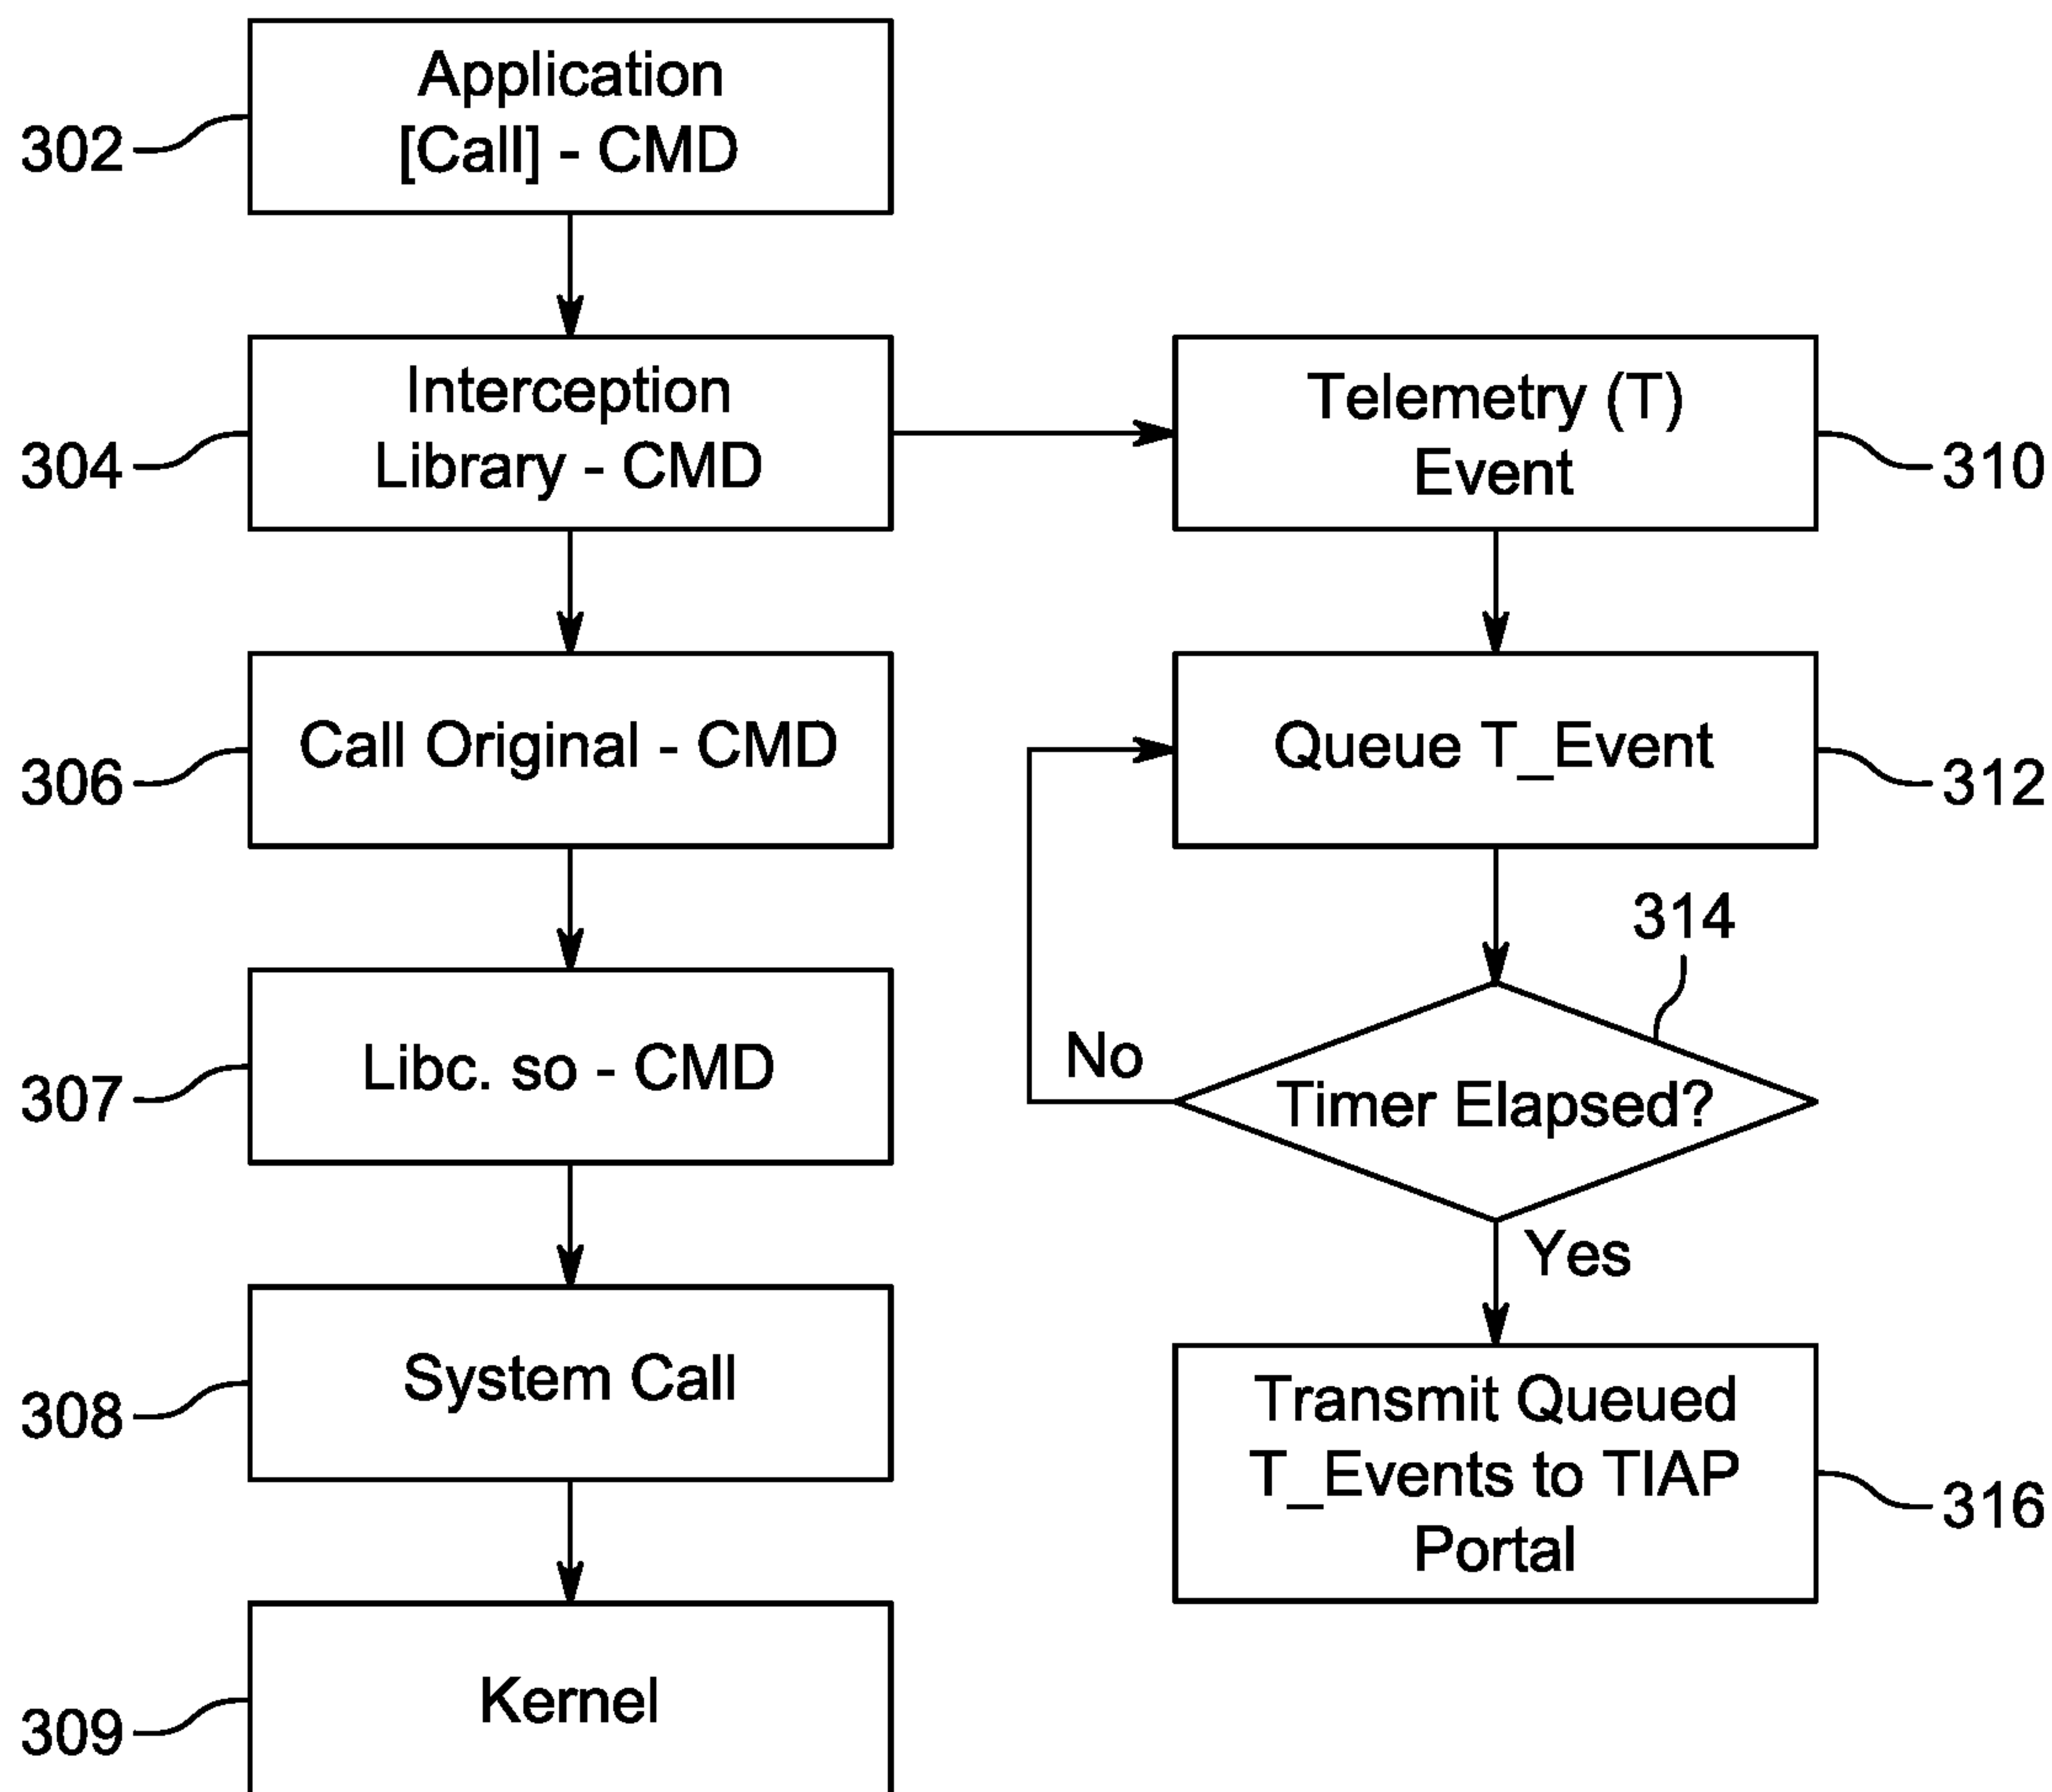 Application
[Call] - CMD
302
Interception
Library - CMD
304
Telemetry (T)
Event
310
Call Original - CMD
306
Queue T_Event
312
314
Libc. so - CMD
307
No
Timer Elapsed?
Yes
System Call
308
Transmit Queued
T_Events to TIAP
Portal
316
Kernel
309